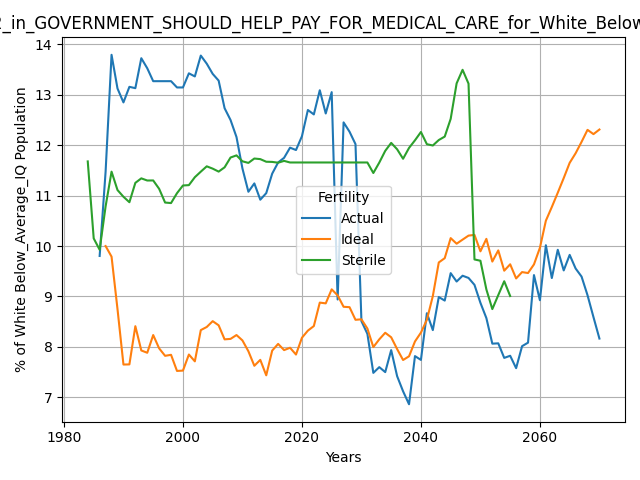 2_in_GOVERNMENT_SHOULD_HELP_PAY_FOR_MEDICAL_CARE_for_White_Below
14
13
12
11
10
9
8
7
% of White Below_Average_IQ Population
Fertility
Actual
Ideal
Sterile
1980 2000 2020 2040 2060
Years